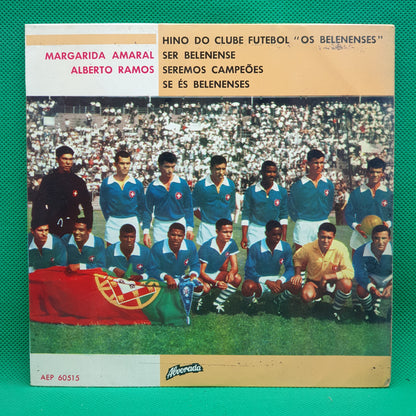 HINO DO CLUBE FUTEBOL "OS BELENENSES"
MARGARIDA AMARAL SER BELENENSE
ALBERTO RAMOS SEREMOS CAMPEÕES
SE ÉS BELENENSES
Alvorada
AEP 60515